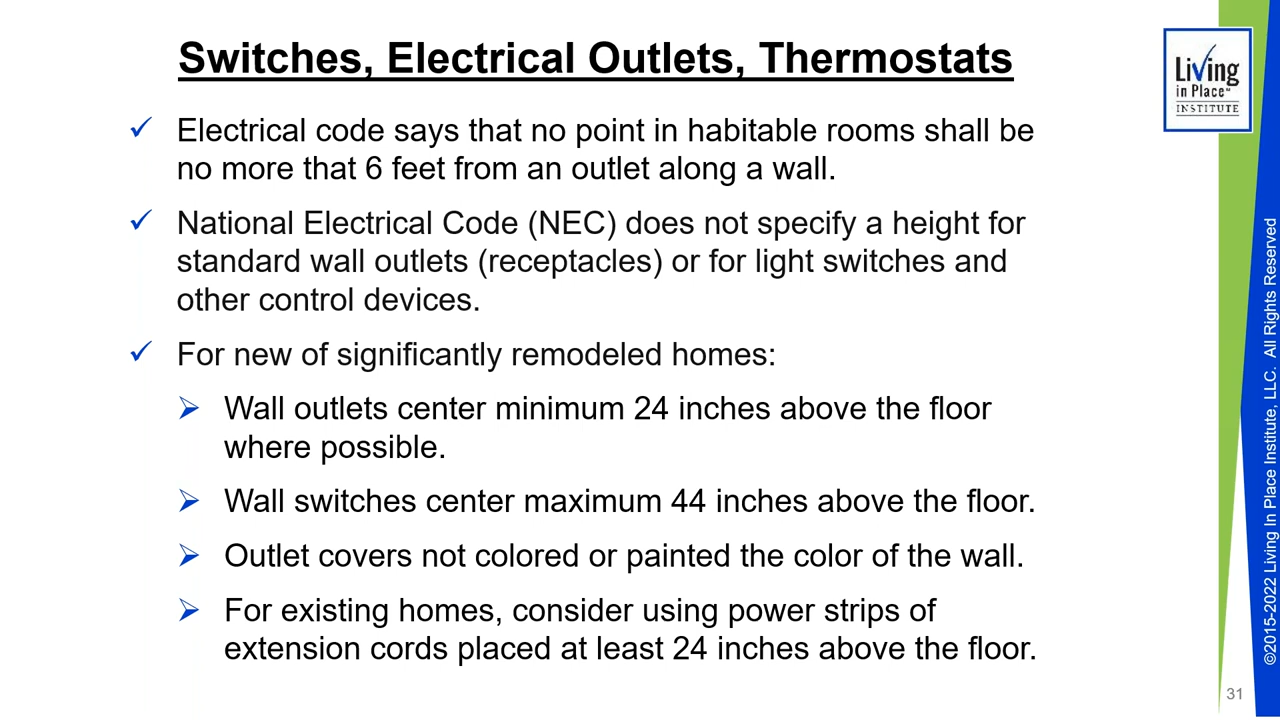 Switches, Electrical Outlets, Thermostats
Living
in Place℠
INSTITUTE
Electrical code says that no point in habitable rooms shall be
no more that 6 feet from an outlet along a wall.
National Electrical Code (NEC) does not specify a height for
standard wall outlets (receptacles) or for light switches and
other control devices.
For new of significantly remodeled homes:
Wall outlets center minimum 24 inches above the floor
where possible.
Wall switches center maximum 44 inches above the floor.
Outlet covers not colored or painted the color of the wall.
For existing homes, consider using power strips of
extension cords placed at least 24 inches above the floor.
©2015-2022 Living In Place Institute, LLC. All Rights Reserved
31